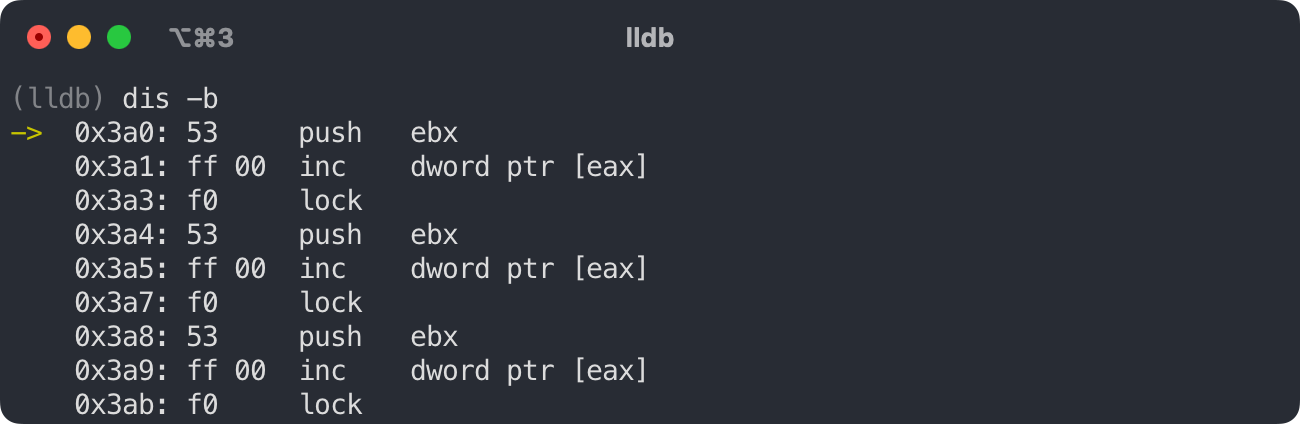 ⌥⌘3 lldb
(lldb) dis -b
-> 0x3a0: 53 push ebx
0x3a1: ff 00 inc dword ptr [eax]
0x3a3: f0 lock
0x3a4: 53 push ebx
0x3a5: ff 00 inc dword ptr [eax]
0x3a7: f0 lock
0x3a8: 53 push ebx
0x3a9: ff 00 inc dword ptr [eax]
0x3ab: f0 lock